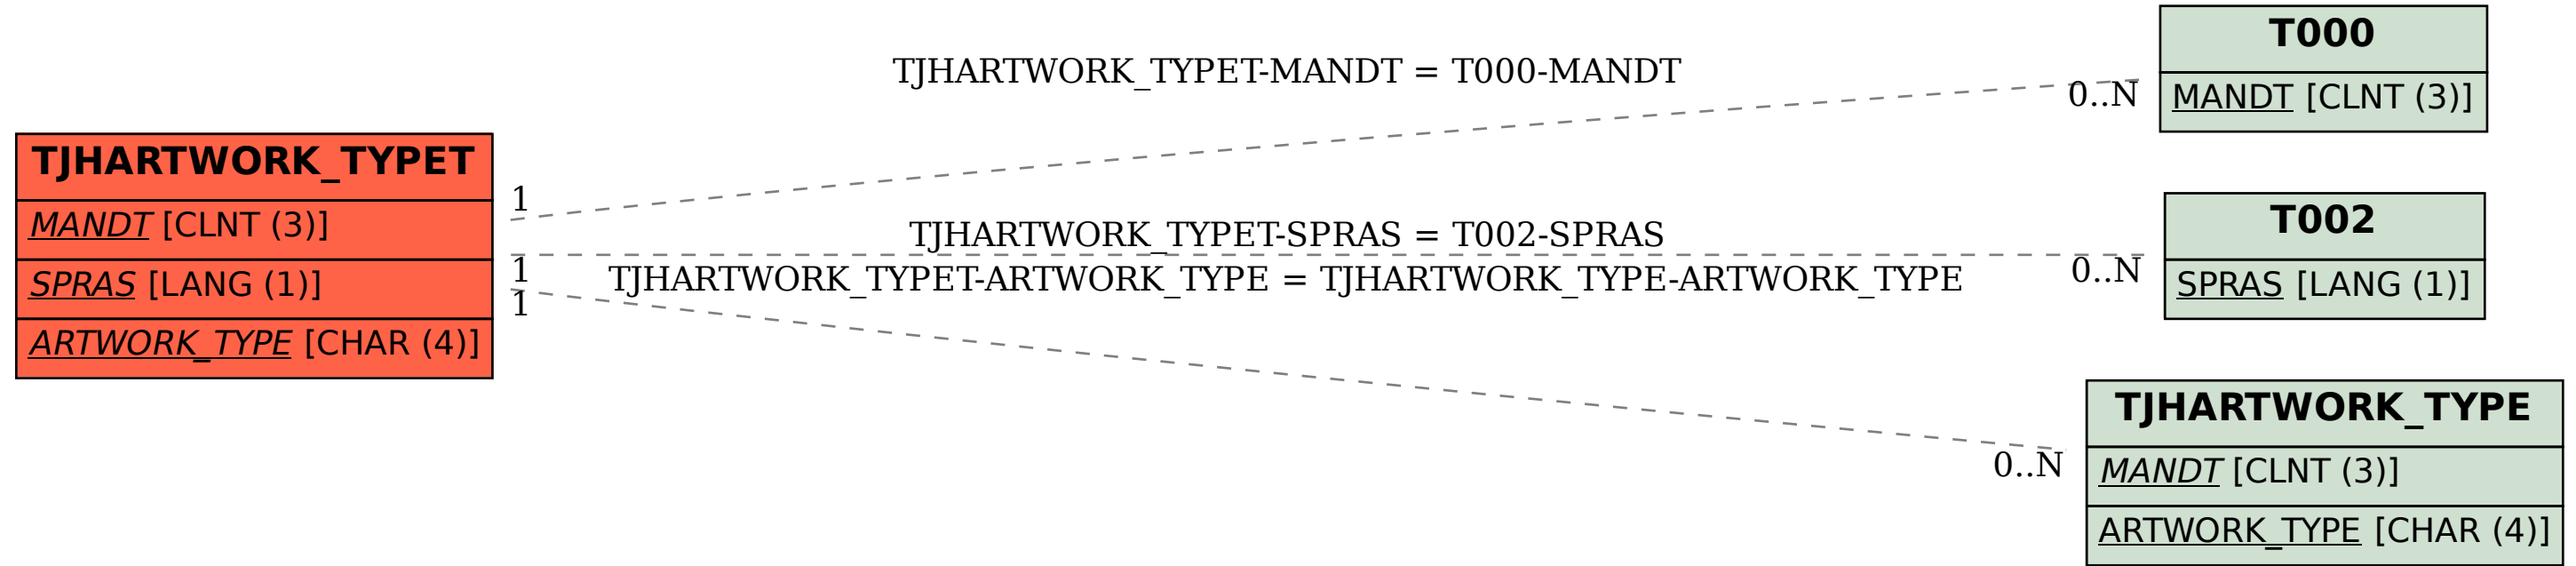 TJHARTWORK_TYPET
MANDT [CLNT (3)]
SPRAS [LANG (1)]
ARTWORK_TYPE [CHAR (4)]
TJHARTWORK_TYPET-MANDT = T000-MANDT
1
0..N
TJHARTWORK_TYPET-SPRAS = T002-SPRAS
1
0..N
TJHARTWORK_TYPET-ARTWORK_TYPE = TJHARTWORK_TYPE-ARTWORK_TYPE
1
0..N
T000
MANDT [CLNT (3)]
T002
SPRAS [LANG (1)]
TJHARTWORK_TYPE
MANDT [CLNT (3)]
ARTWORK_TYPE [CHAR (4)]